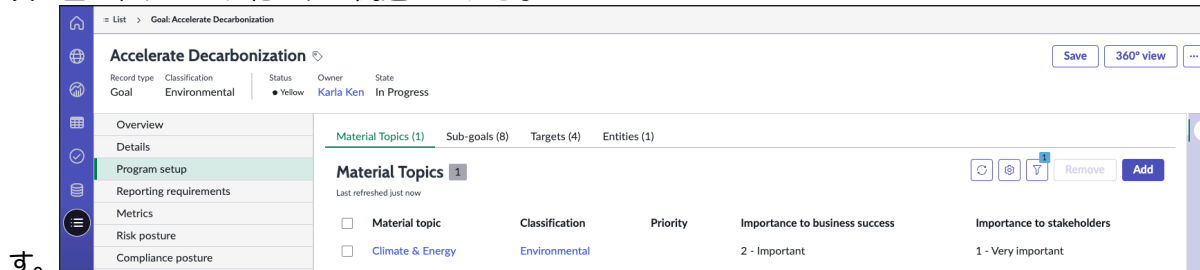 List > Goal: Accelerate Decarbonization
Accelerate Decarbonization
Save 360° view ...
Record type Classification Status Owner State
Goal Environmental Yellow Karla Ken In Progress
Overview
Details
Program setup
Reporting requirements
Metrics
Risk posture
Compliance posture
Material Topics (1) Sub-goals (8) Targets (4) Entities (1)
Material Topics 1
1
Remove Add
Last refreshed just now
Material topic Classification Priority Importance to business success Importance to stakeholders
Climate & Energy Environmental 2 - Important 1 - Very important
す。